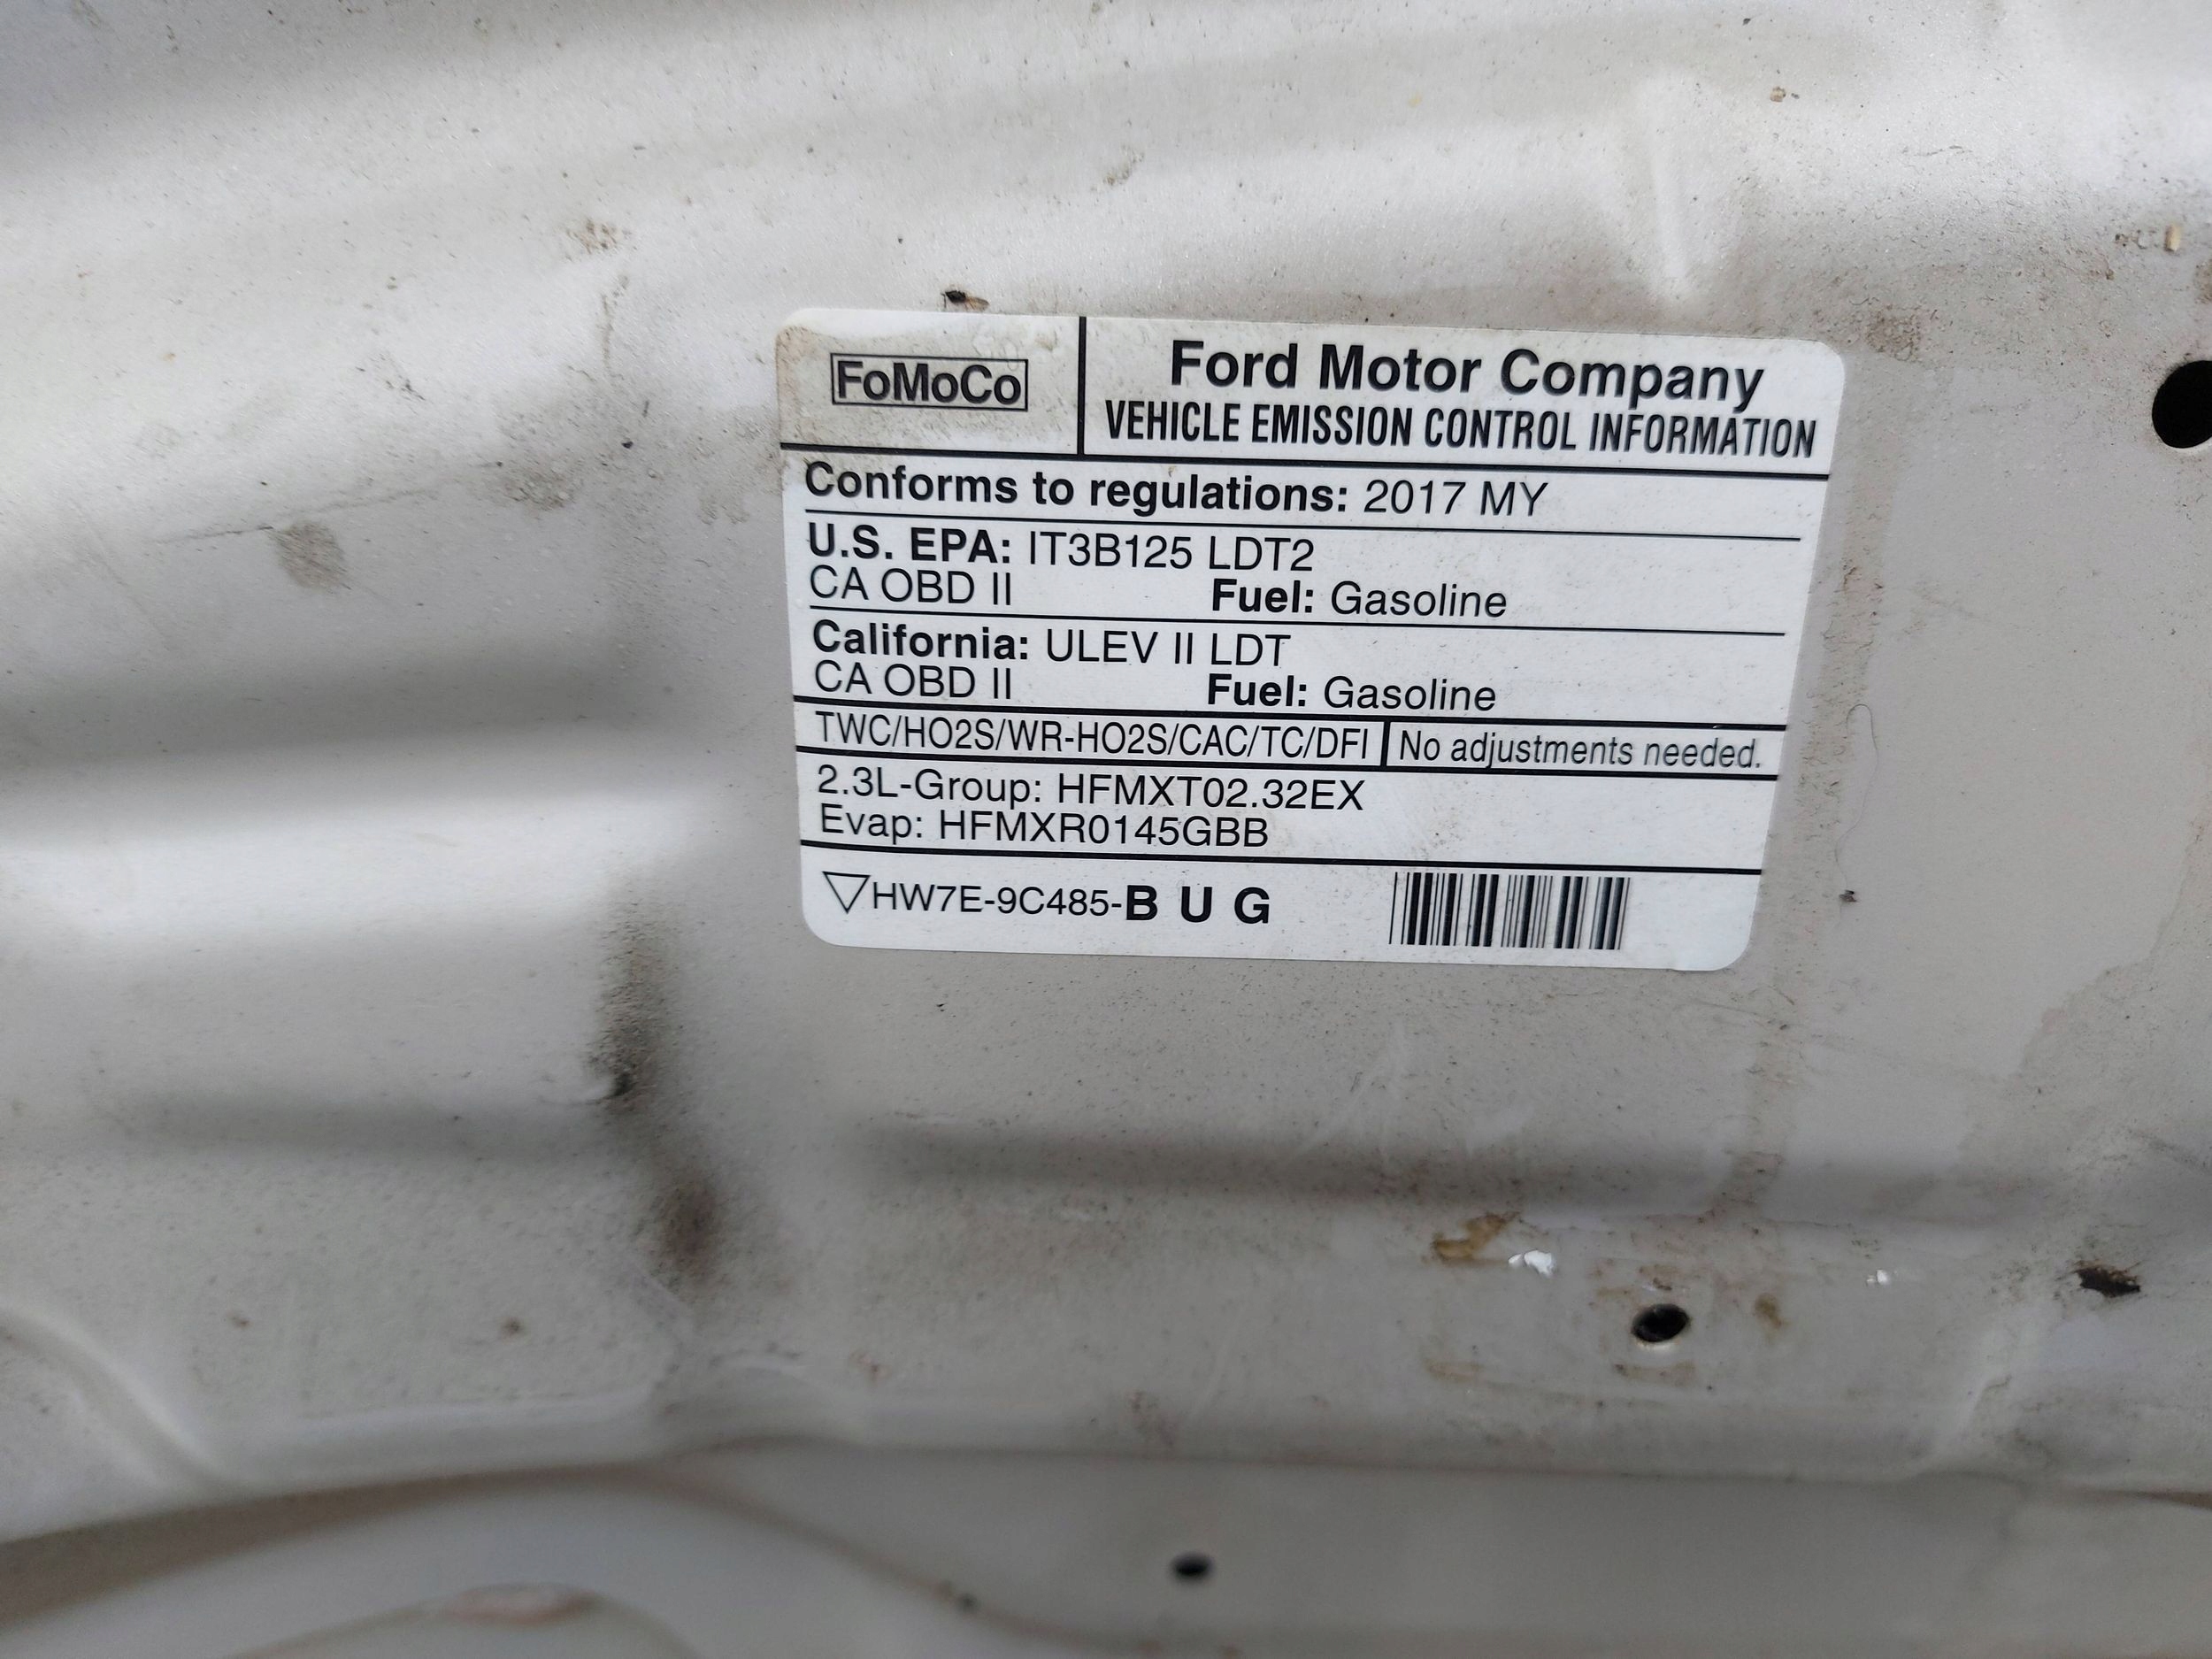 FoMoCo
Ford Motor Company
VEHICLE EMISSION CONTROL INFORMATION
Conforms to regulations: 2017 MY
U.S. EPA: IT3B125 LDT2
CA OBD II Fuel: Gasoline
California: ULEV II LDT
CA OBD II Fuel: Gasoline
TWC/HO2S/WR-HO2S/CAC/TC/DFI No adjustments needed.
2.3L-Group: HFMXT02.32EX
Evap: HFMXR0145GBB
HW7E-9C485-B U G